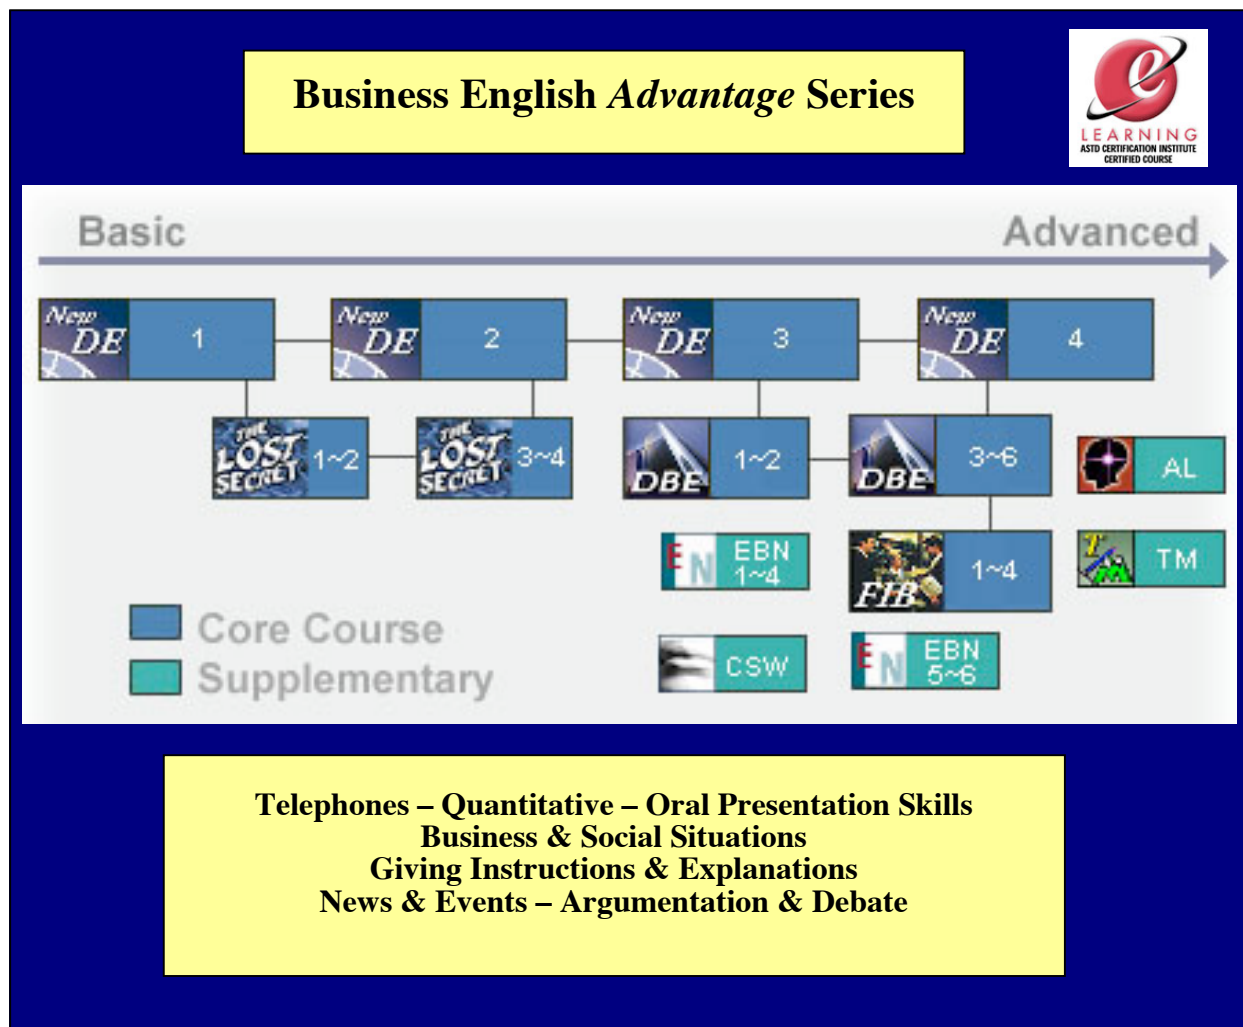 Business English Advantage Series
e
LEARNING
ASTD CERTIFICATION INSTITUTE
CERTIFIED COURSE
Basic
Advanced
New DE 1
New DE 2
New DE 3
New DE 4
THE LOST SECRET 1~2
THE LOST SECRET 3~4
DBE 1~2
DBE 3~6
AL
EN EBN 1~4
FIB 1~4
TM
Core Course
Supplementary
CSW
EN EBN 5~6
Telephones – Quantitative – Oral Presentation Skills
Business & Social Situations
Giving Instructions & Explanations
News & Events – Argumentation & Debate